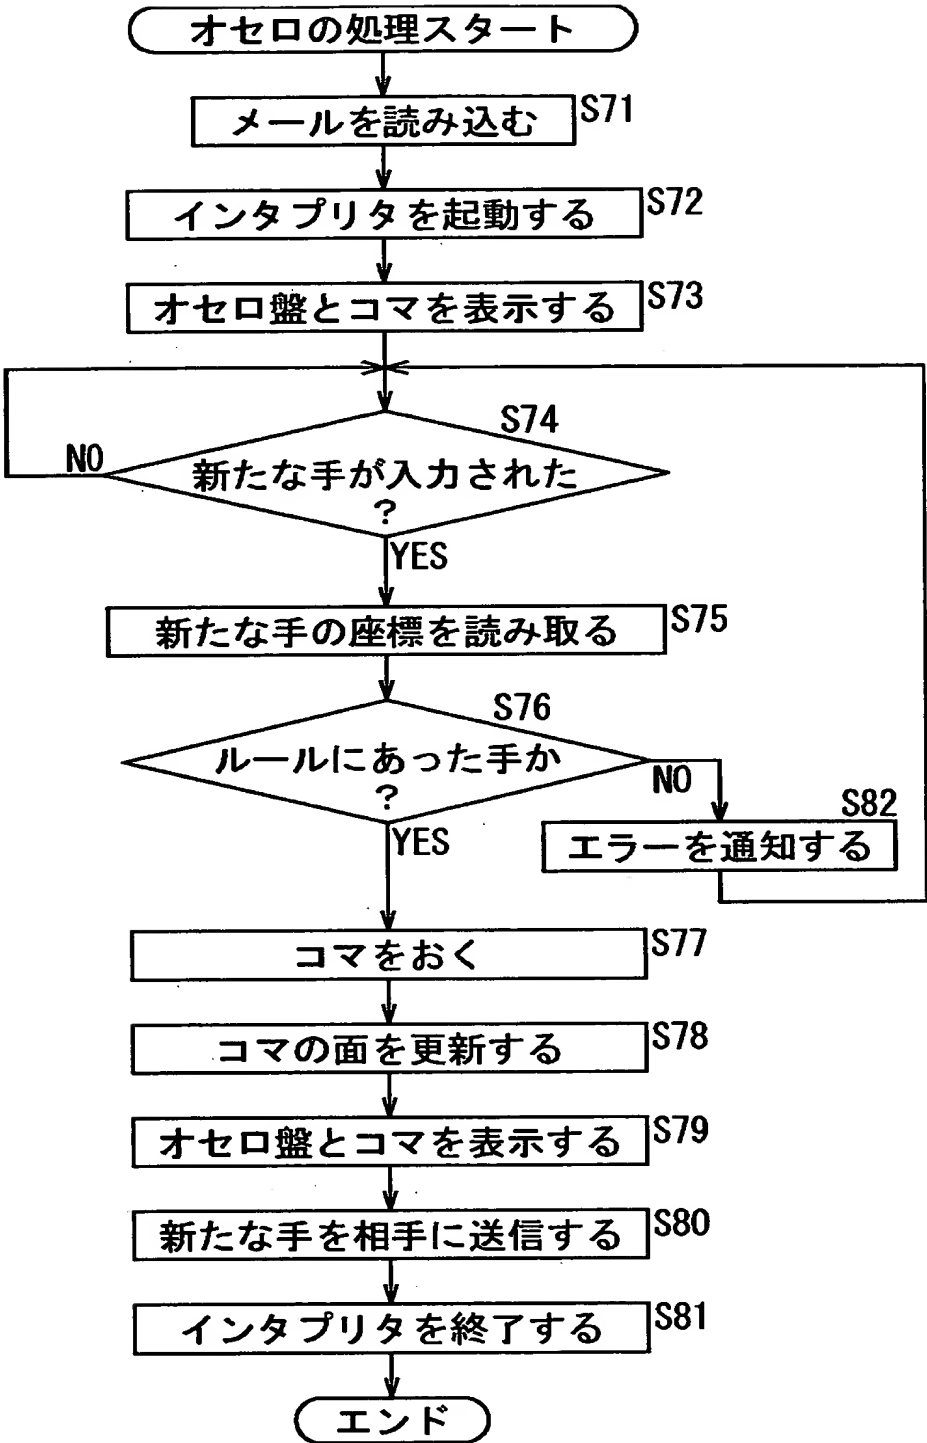 オセロの処理スタート
メールを読み込む
S71
インタプリタを起動する
S72
オセロ盤とコマを表示する
S73
S74
NO
新たな手が入力された
?
YES
新たな手の座標を読み取る
S75
S76
ルールにあった手か
?
NO
YES
S82
エラーを通知する
コマをおく
S77
コマの面を更新する
S78
オセロ盤とコマを表示する
S79
新たな手を相手に送信する
S80
インタプリタを終了する
S81
エンド